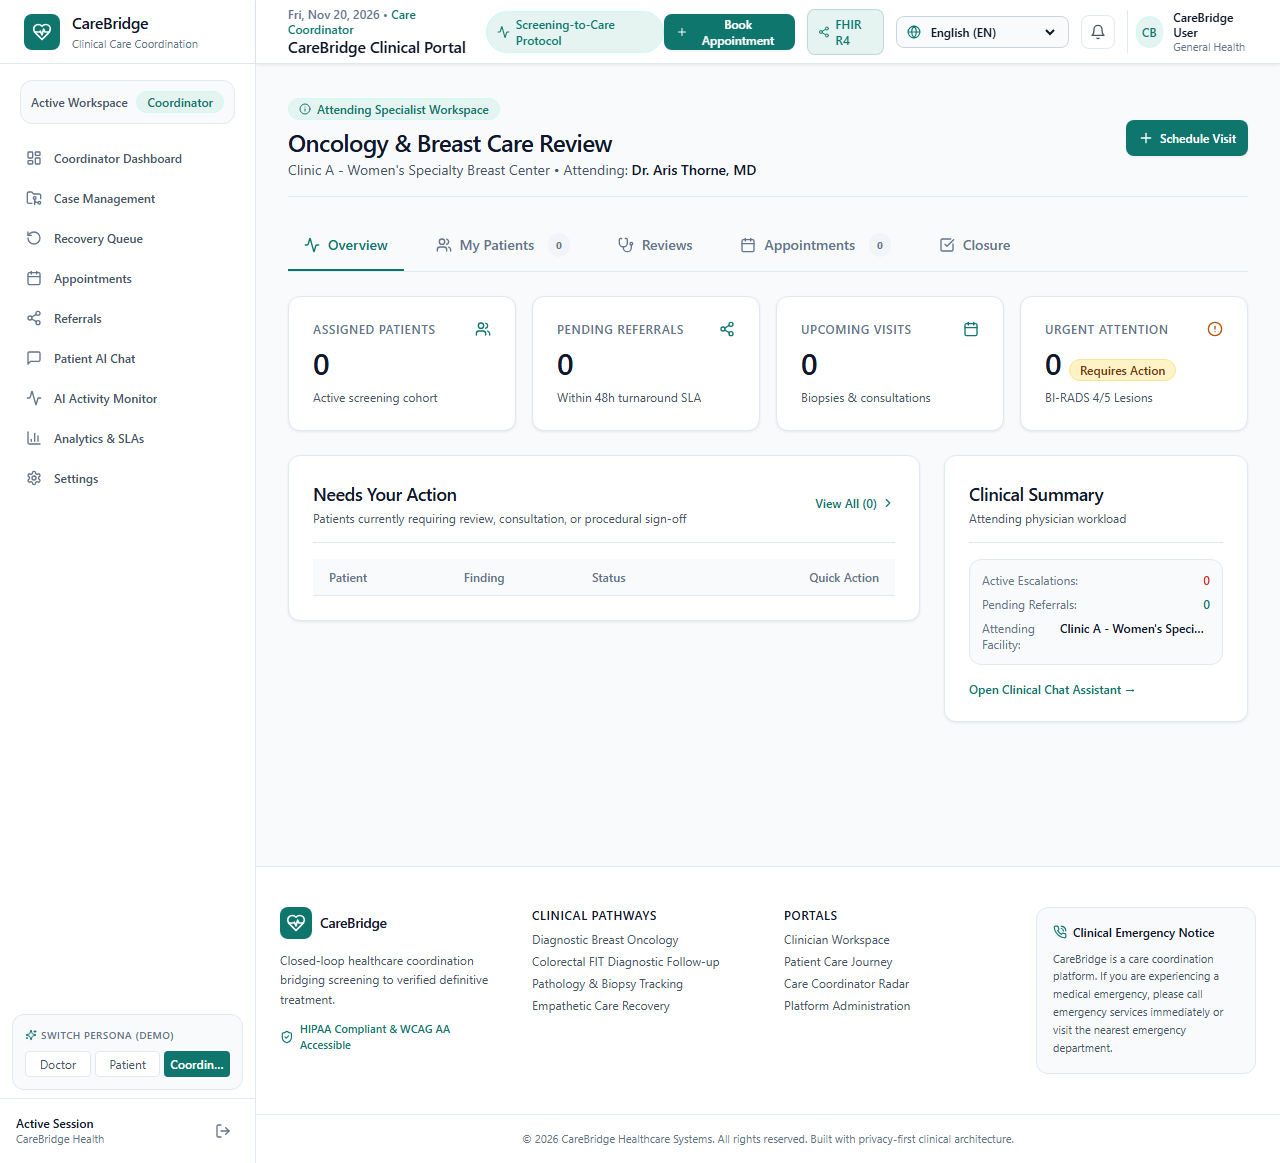 CareBridge
Clinical Care Coordination
Active Workspace
Coordinator
Coordinator Dashboard
Case Management
Recovery Queue
Appointments
Referrals
Patient AI Chat
AI Activity Monitor
Analytics & SLAs
Settings
SWITCH PERSONA (DEMO)
Doctor
Patient
Coordin...
Active Session
CareBridge Health
Fri, Nov 20, 2026 • Care
Coordinator
CareBridge Clinical Portal
Screening-to-Care
Protocol
Book
Appointment
FHIR
R4
English (EN)
CB
CareBridge
User
General Health
Attending Specialist Workspace
Oncology & Breast Care Review
Clinic A - Women's Specialty Breast Center • Attending: Dr. Aris Thorne, MD
Schedule Visit
Overview
My Patients 0
Reviews
Appointments 0
Closure
ASSIGNED PATIENTS
0
Active screening cohort
PENDING REFERRALS
0
Within 48h turnaround SLA
UPCOMING VISITS
0
Biopsies & consultations
URGENT ATTENTION
0 Requires Action
BI-RADS 4/5 Lesions
Needs Your Action
Patients currently requiring review, consultation, or procedural sign-off
View All (0)
Patient Finding Status Quick Action
Clinical Summary
Attending physician workload
Active Escalations: 0
Pending Referrals: 0
Attending
Facility:
Clinic A - Women's Speci...
Open Clinical Chat Assistant →
CareBridge
Closed-loop healthcare coordination
bridging screening to verified definitive
treatment.
HIPAA Compliant & WCAG AA
Accessible
CLINICAL PATHWAYS
Diagnostic Breast Oncology
Colorectal FIT Diagnostic Follow-up
Pathology & Biopsy Tracking
Empathetic Care Recovery
PORTALS
Clinician Workspace
Patient Care Journey
Care Coordinator Radar
Platform Administration
Clinical Emergency Notice
CareBridge is a care coordination
platform. If you are experiencing a
medical emergency, please call
emergency services immediately or
visit the nearest emergency
department.
© 2026 CareBridge Healthcare Systems. All rights reserved. Built with privacy-first clinical architecture.